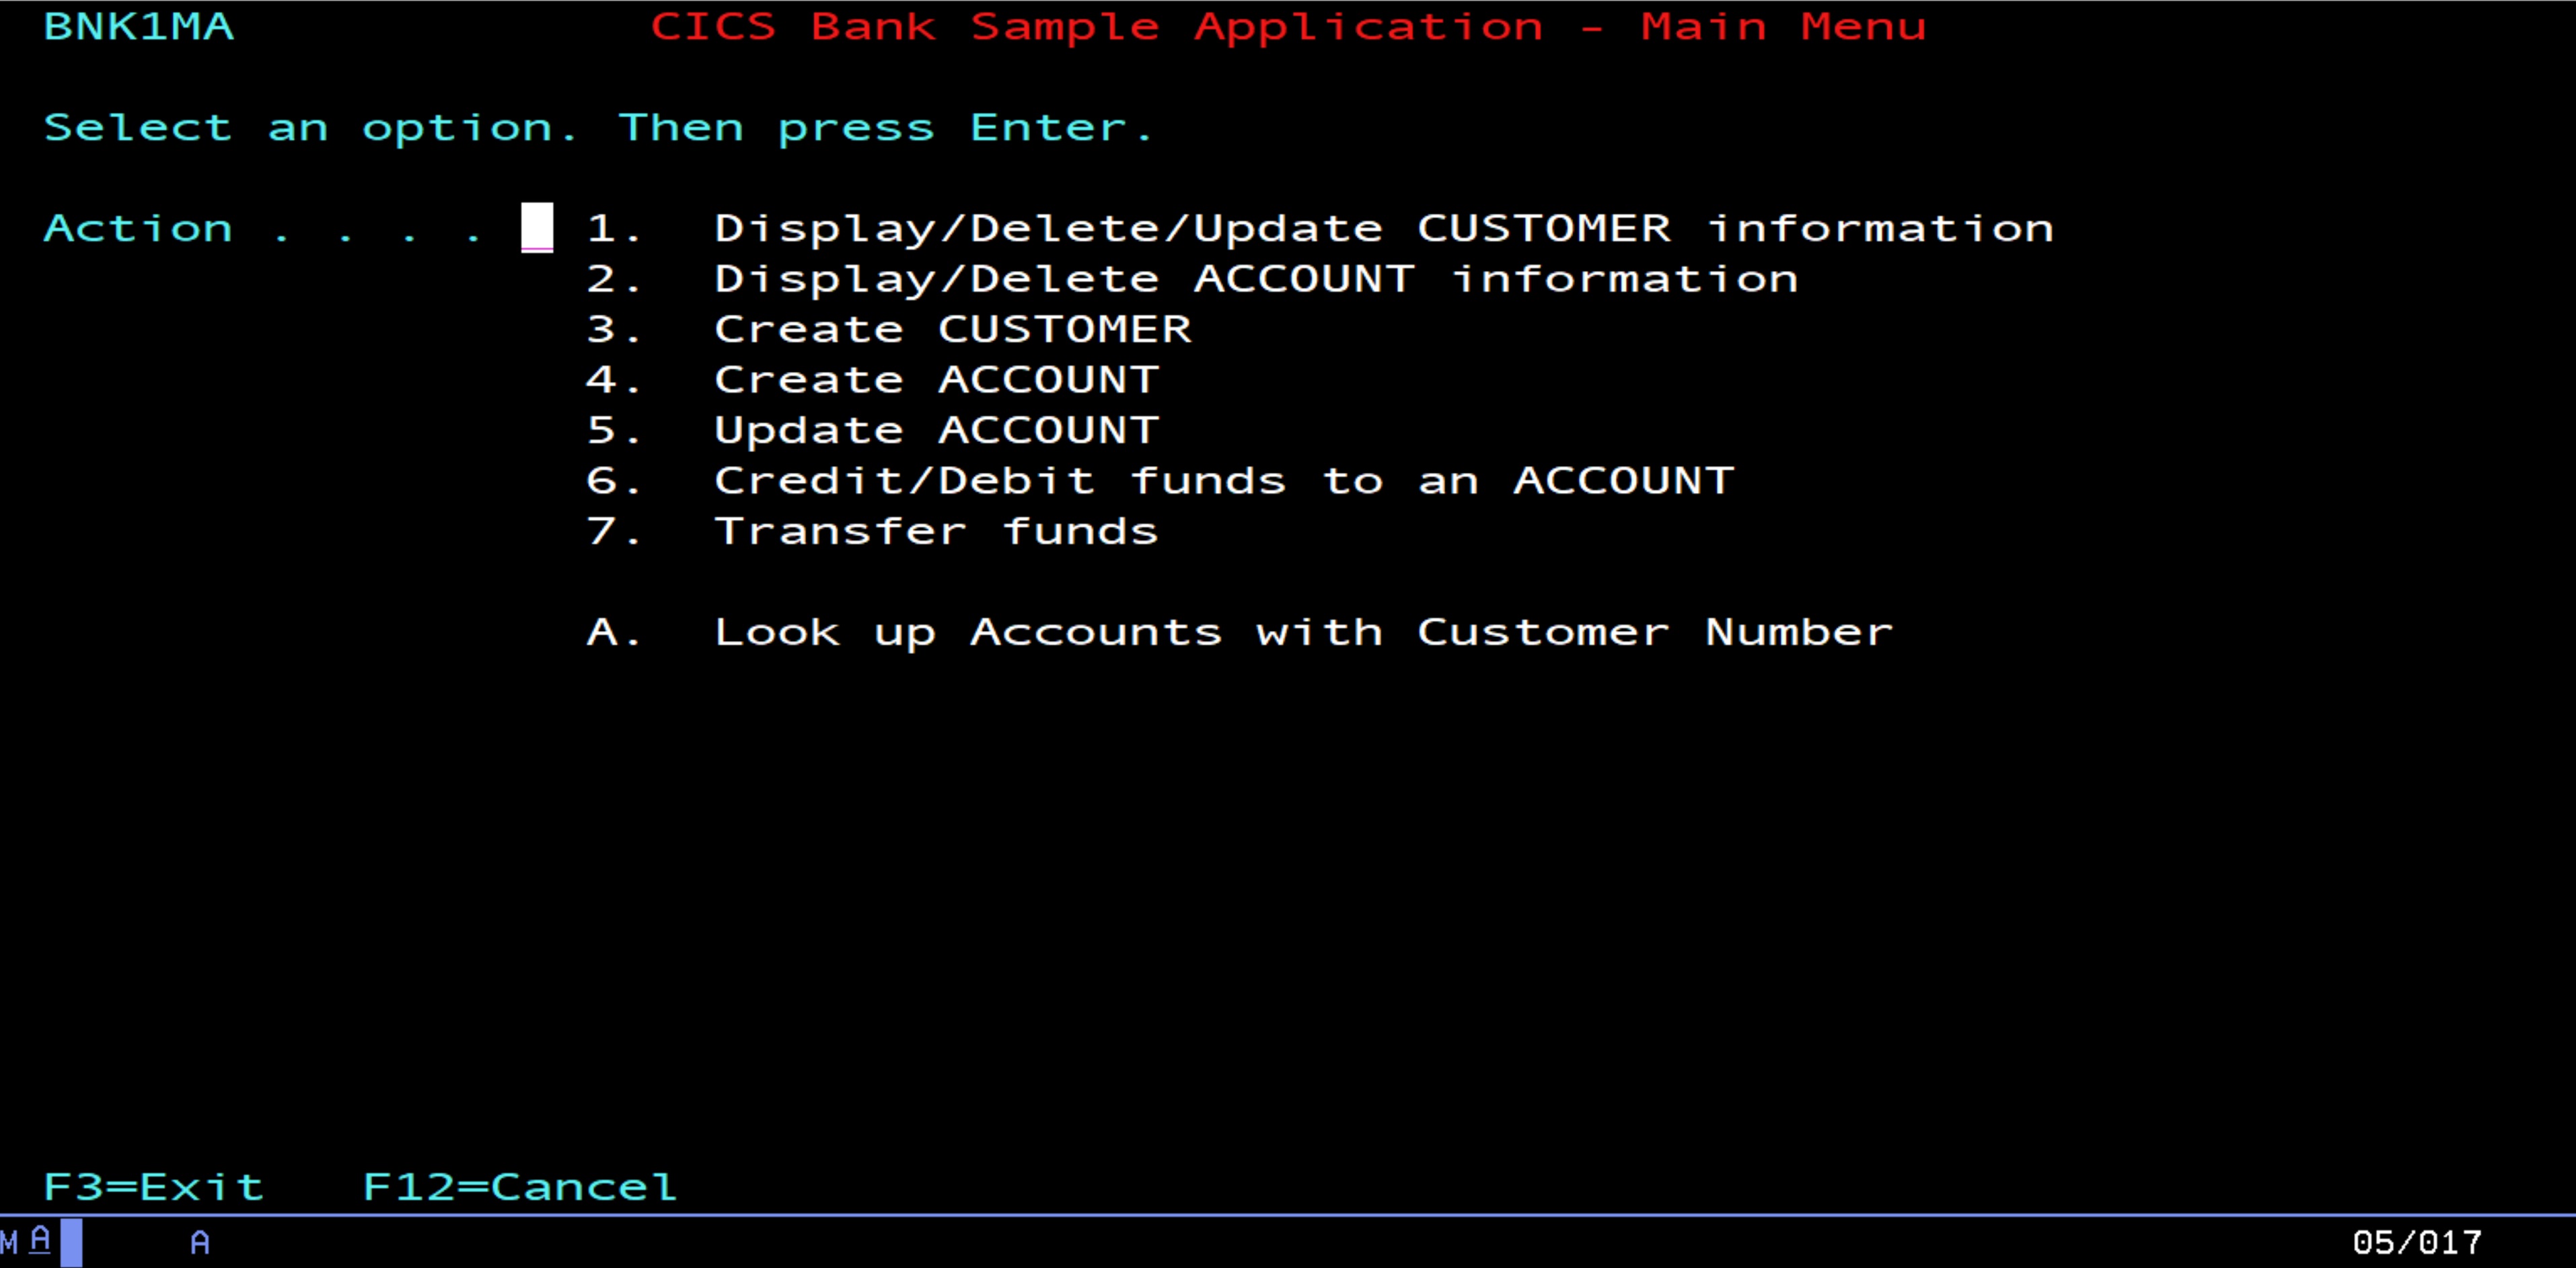 BNK1MA CICS Bank Sample Application - Main Menu
Select an option. Then press Enter.
Action . . . . 1. Display/Delete/Update CUSTOMER information
2. Display/Delete ACCOUNT information
3. Create CUSTOMER
4. Create ACCOUNT
5. Update ACCOUNT
6. Credit/Debit funds to an ACCOUNT
7. Transfer funds
A. Look up Accounts with Customer Number
F3=Exit F12=Cancel
M A A 05/017